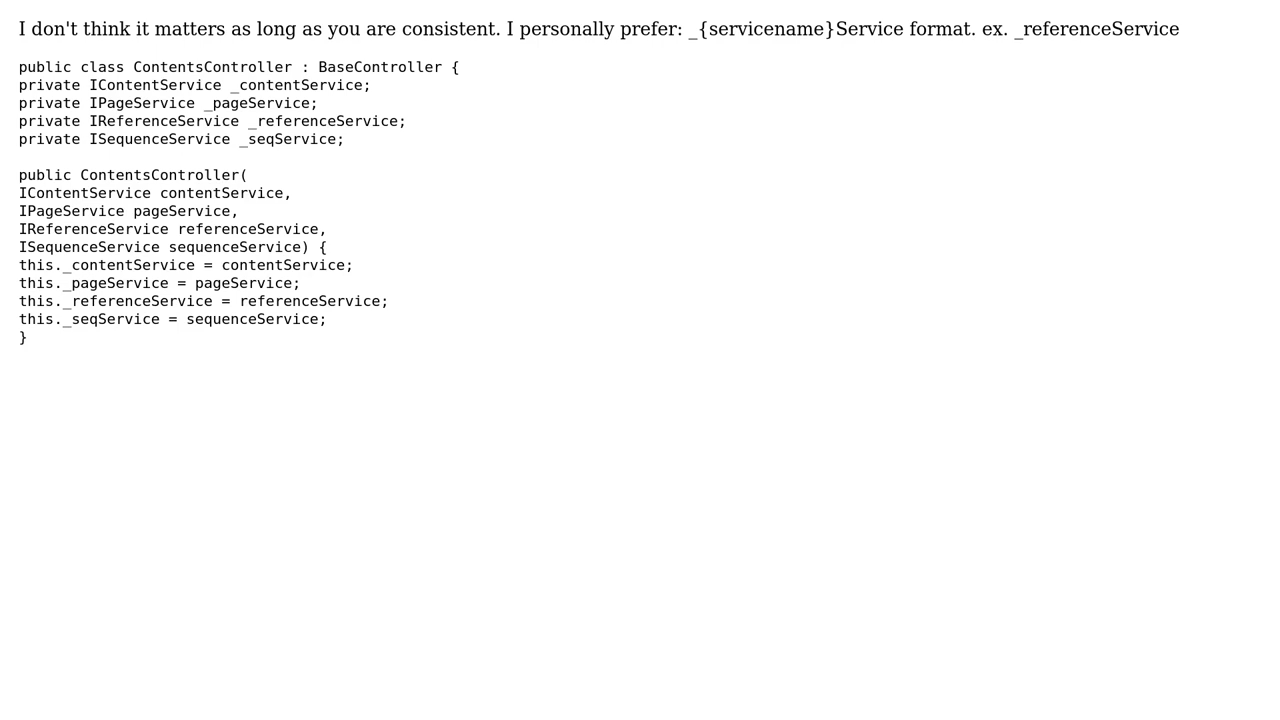 I don't think it matters as long as you are consistent. I personally prefer: _{servicename}Service format. ex. _referenceService
public class ContentsController : BaseController {
private IContentService _contentService;
private IPageService _pageService;
private IReferenceService _referenceService;
private ISequenceService _seqService;
public ContentsController(
IContentService contentService,
IPageService pageService,
IReferenceService referenceService,
ISequenceService sequenceService) {
this._contentService = contentService;
this._pageService = pageService;
this._referenceService = referenceService;
this._seqService = sequenceService;
}